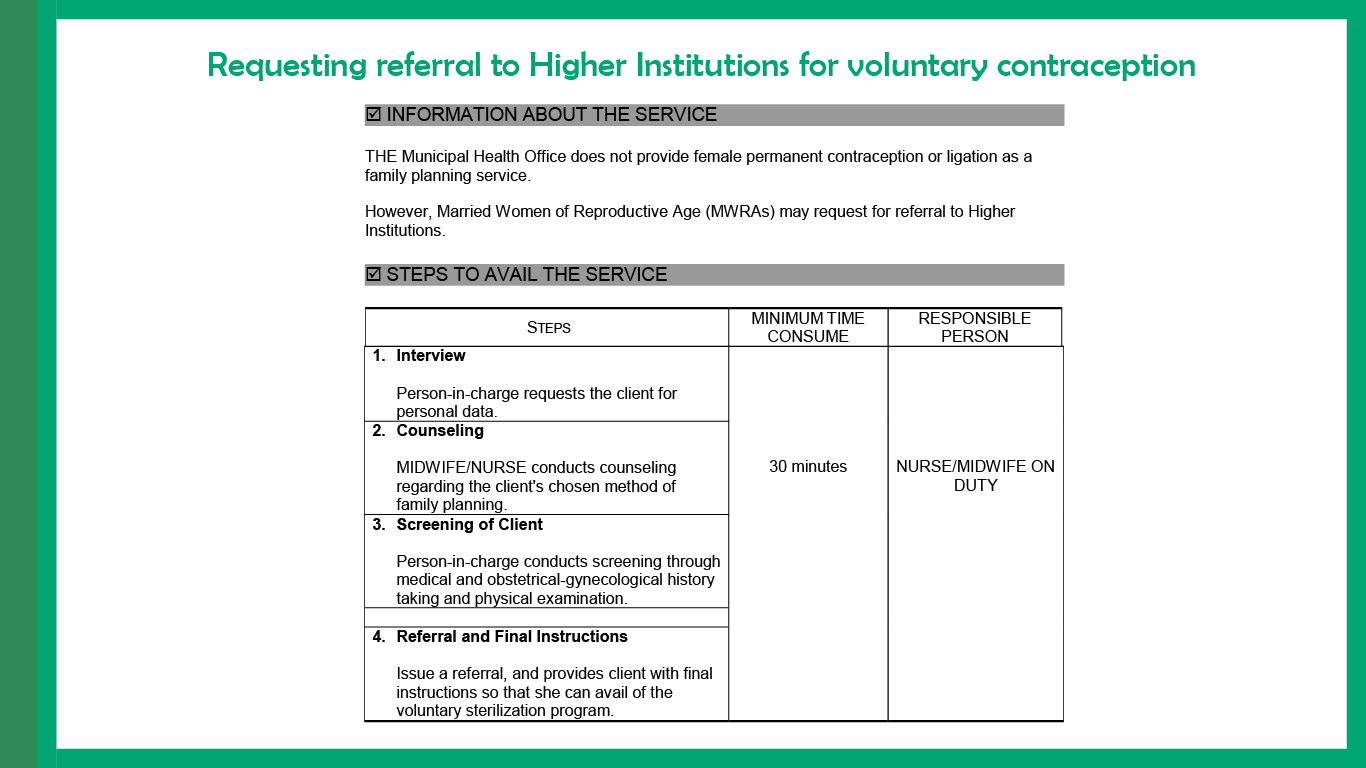 Requesting referral to Higher Institutions for voluntary contraception
☑ INFORMATION ABOUT THE SERVICE
THE Municipal Health Office does not provide female permanent contraception or ligation as a
family planning service.
However, Married Women of Reproductive Age (MWRAs) may request for referral to Higher
Institutions.
☑ STEPS TO AVAIL THE SERVICE
STEPS
MINIMUM TIME
CONSUME
RESPONSIBLE
PERSON
1. Interview
Person-in-charge requests the client for
personal data.
2. Counseling
MIDWIFE/NURSE conducts counseling
regarding the client's chosen method of
family planning.
3. Screening of Client
Person-in-charge conducts screening through
medical and obstetrical-gynecological history
taking and physical examination.
4. Referral and Final Instructions
Issue a referral, and provides client with final
instructions so that she can avail of the
voluntary sterilization program.
30 minutes
NURSE/MIDWIFE ON
DUTY